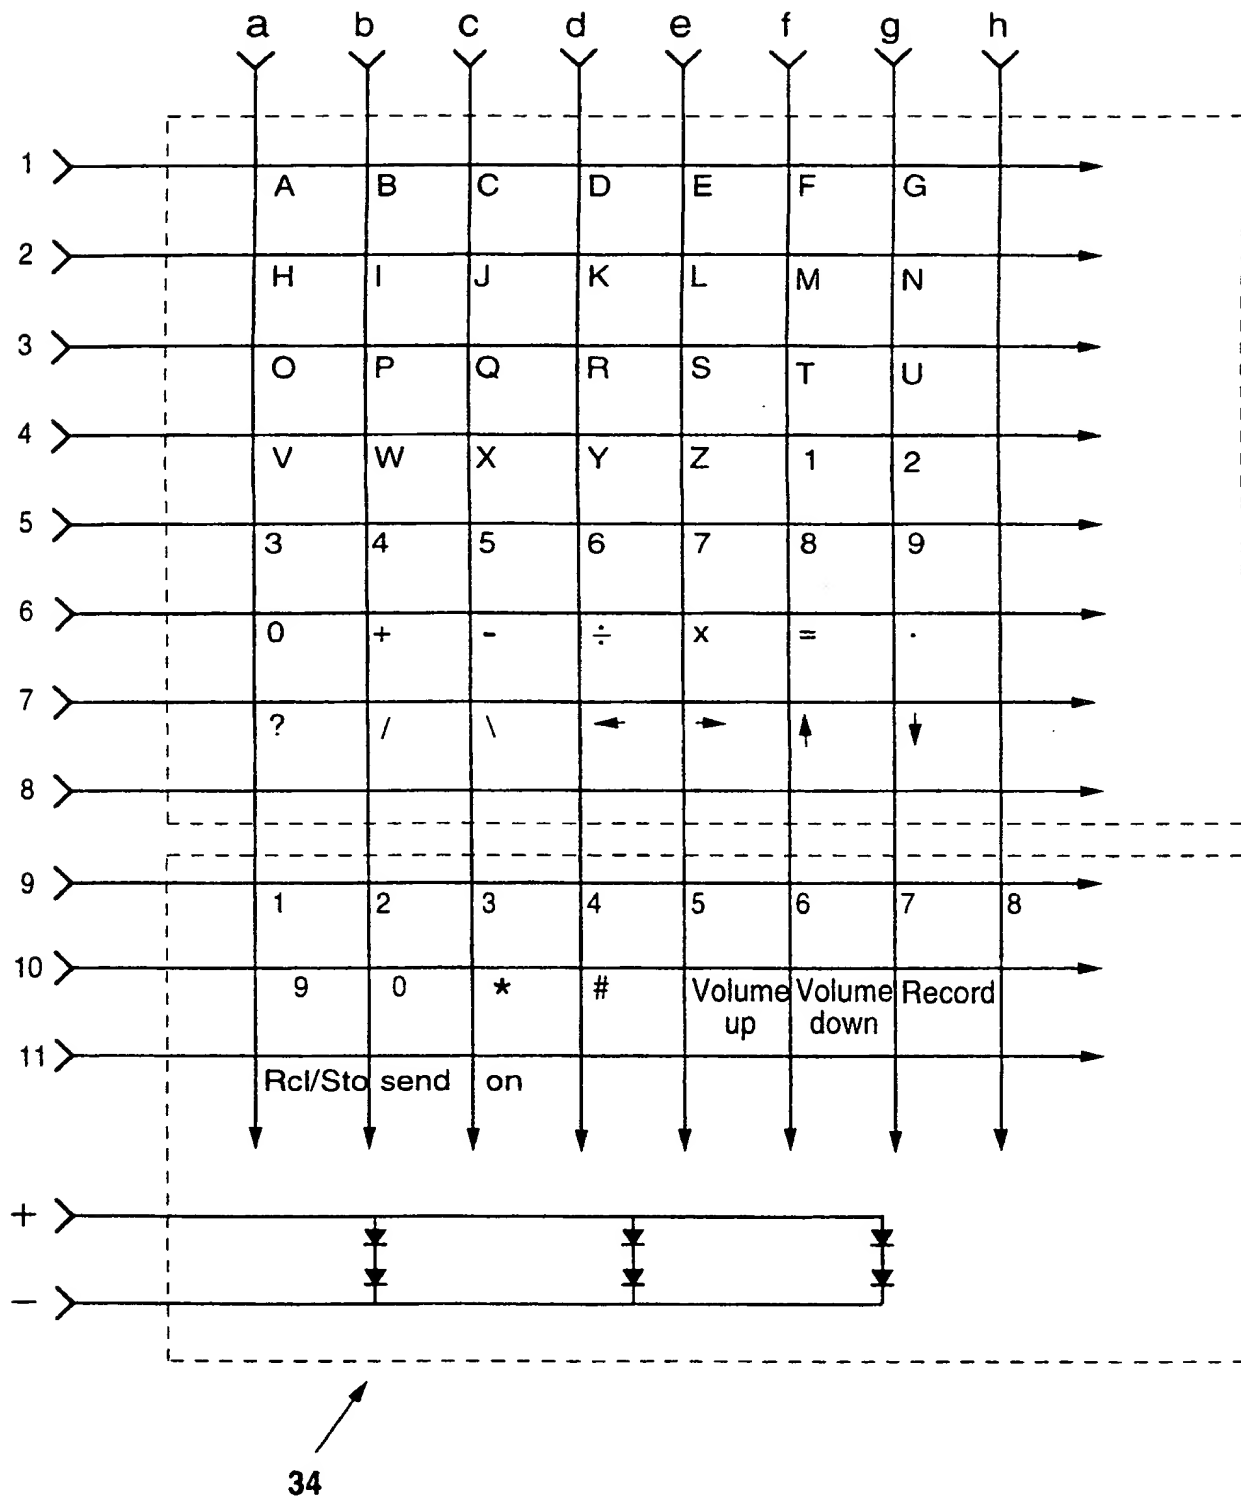 a b c d e f g h
1
A B C D E F G
2
H I J K L M N
3
O P Q R S T U
4
V W X Y Z 1 2
5
3 4 5 6 7 8 9
6
0 + - ÷ x = .
7
? / \ ← → ↑ ↓
8
9
1 2 3 4 5 6 7 8
10
9 0 * # Volume up Volume down Record
11
Rcl/Sto send on
+
−
34